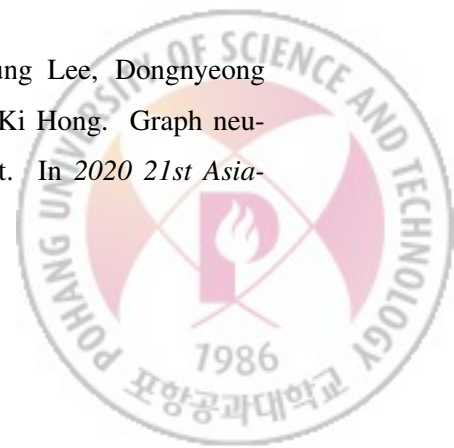 ung Lee, Dongnyeong
Ki Hong. Graph neu-
t. In 2020 21st Asia-
POHANG UNIVERSITY OF SCIENCE AND TECHNOLOGY
1986
포항공과대학교